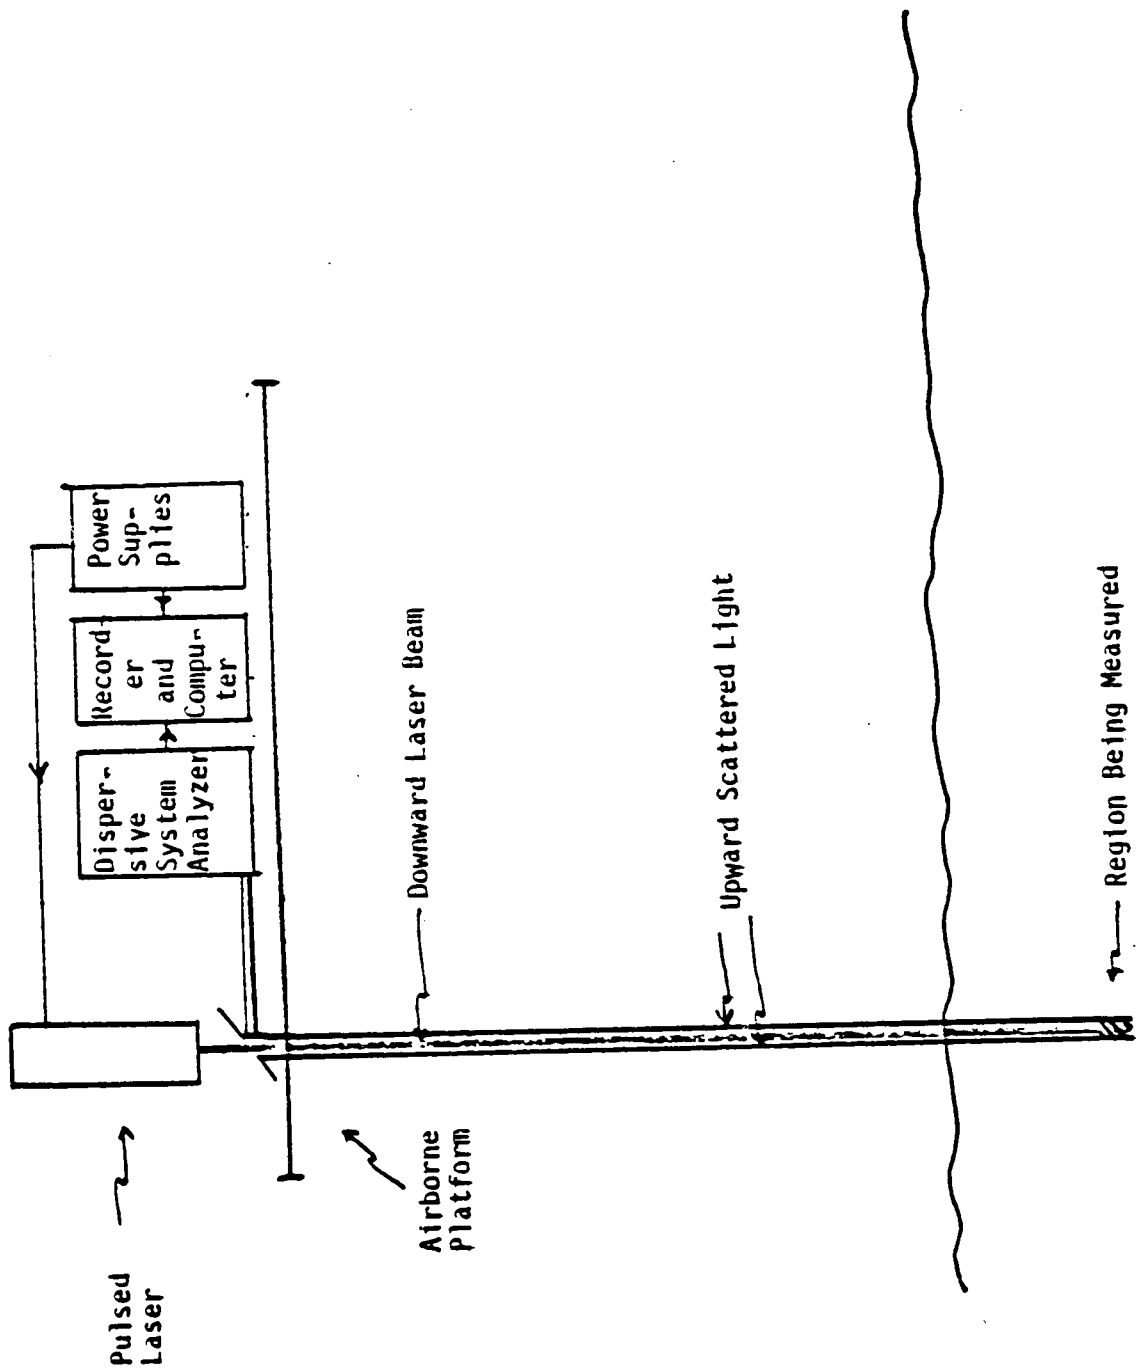 Pulsed
Laser
Disper-
sive
System
Analyzer
Record-
er
and
Compu-
ter
Power
Sup-
plies
Airborne
Platform
Downward Laser Beam
Upward Scattered Light
Region Being Measured